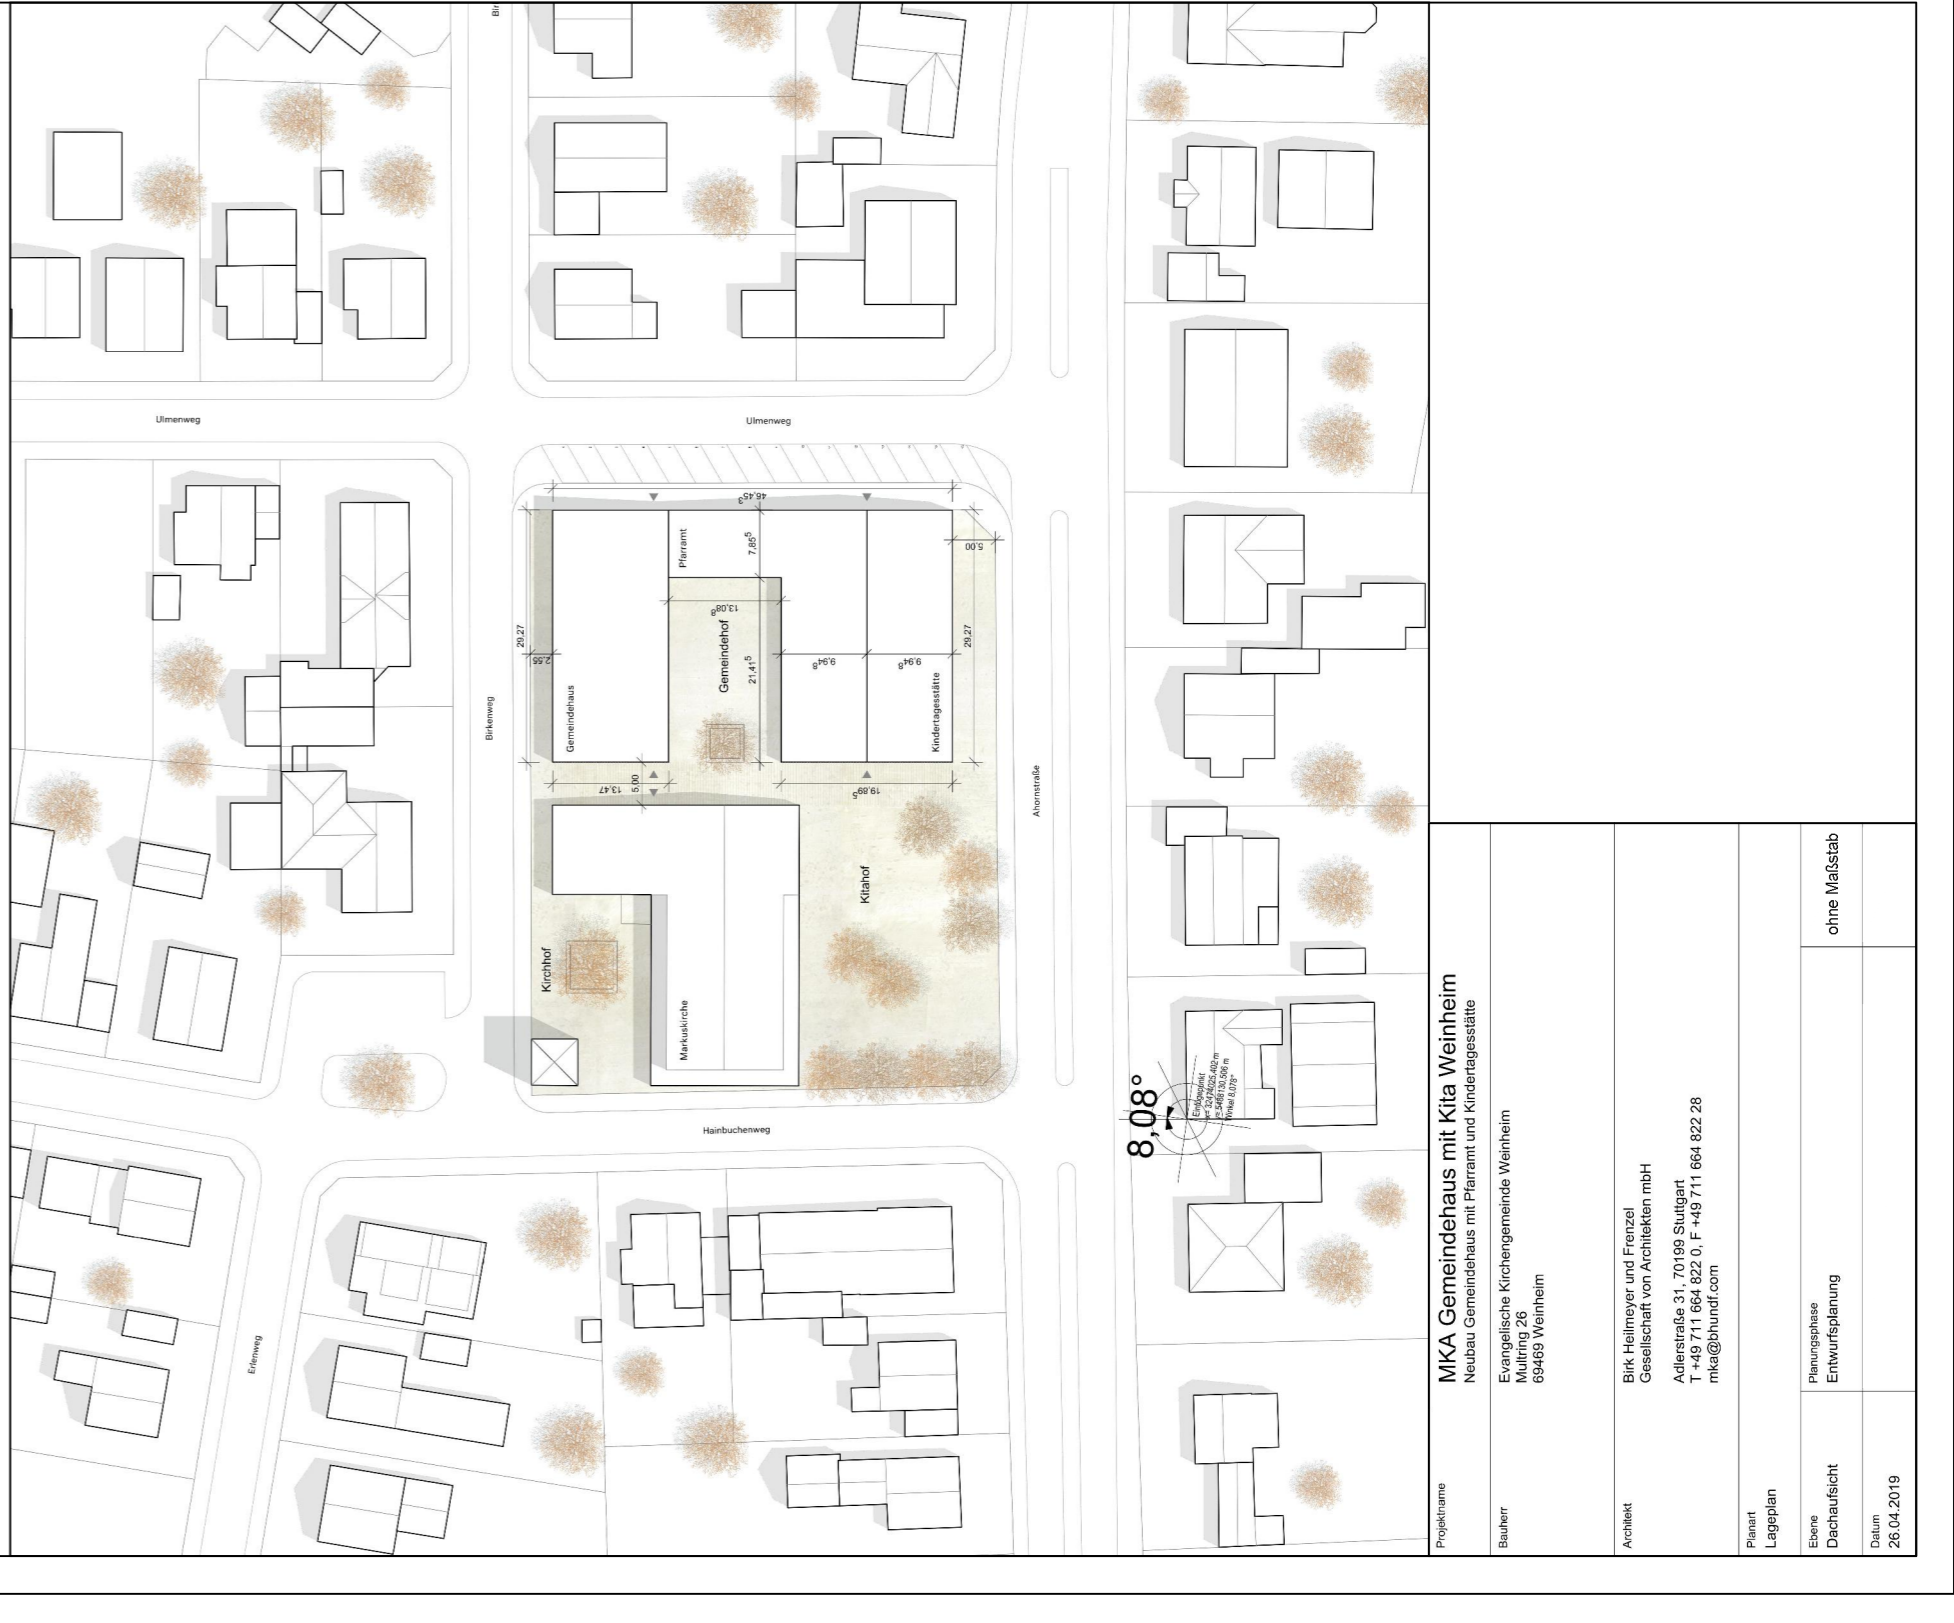 Bir
Ulmenweg
Ulmenweg
46,45³
Pfarramt
7,85⁵
5,00
13,08⁸
29,27
2,55
Gemeindehof
21,41⁵
9,94⁸
9,94⁸
29,27
Gemeindehaus
Kindertagesstätte
Birkenweg
13,47
5,00
19,89⁵
Ahornstraße
Kitahof
Kirchhof
Markuskirche
Hainbuchenweg
Erlenweg
8,08°
Einfügepunkt
Winkel 8,078°
Projektname
MKA Gemeindehaus mit Kita Weinheim
Neubau Gemeindehaus mit Pfarramt und Kindertagesstätte
Bauherr
Evangelische Kirchengemeinde Weinheim
Multring 26
69469 Weinheim
Architekt
Birk Heilmeyer und Frenzel
Gesellschaft von Architekten mbH
Adlerstraße 31, 70199 Stuttgart
T +49 711 664 822 0, F +49 711 664 822 28
mka@bhundf.com
Planart
Lageplan
Ebene
Dachaufsicht
Planungsphase
Entwurfsplanung
ohne Maßstab
Datum
26.04.2019